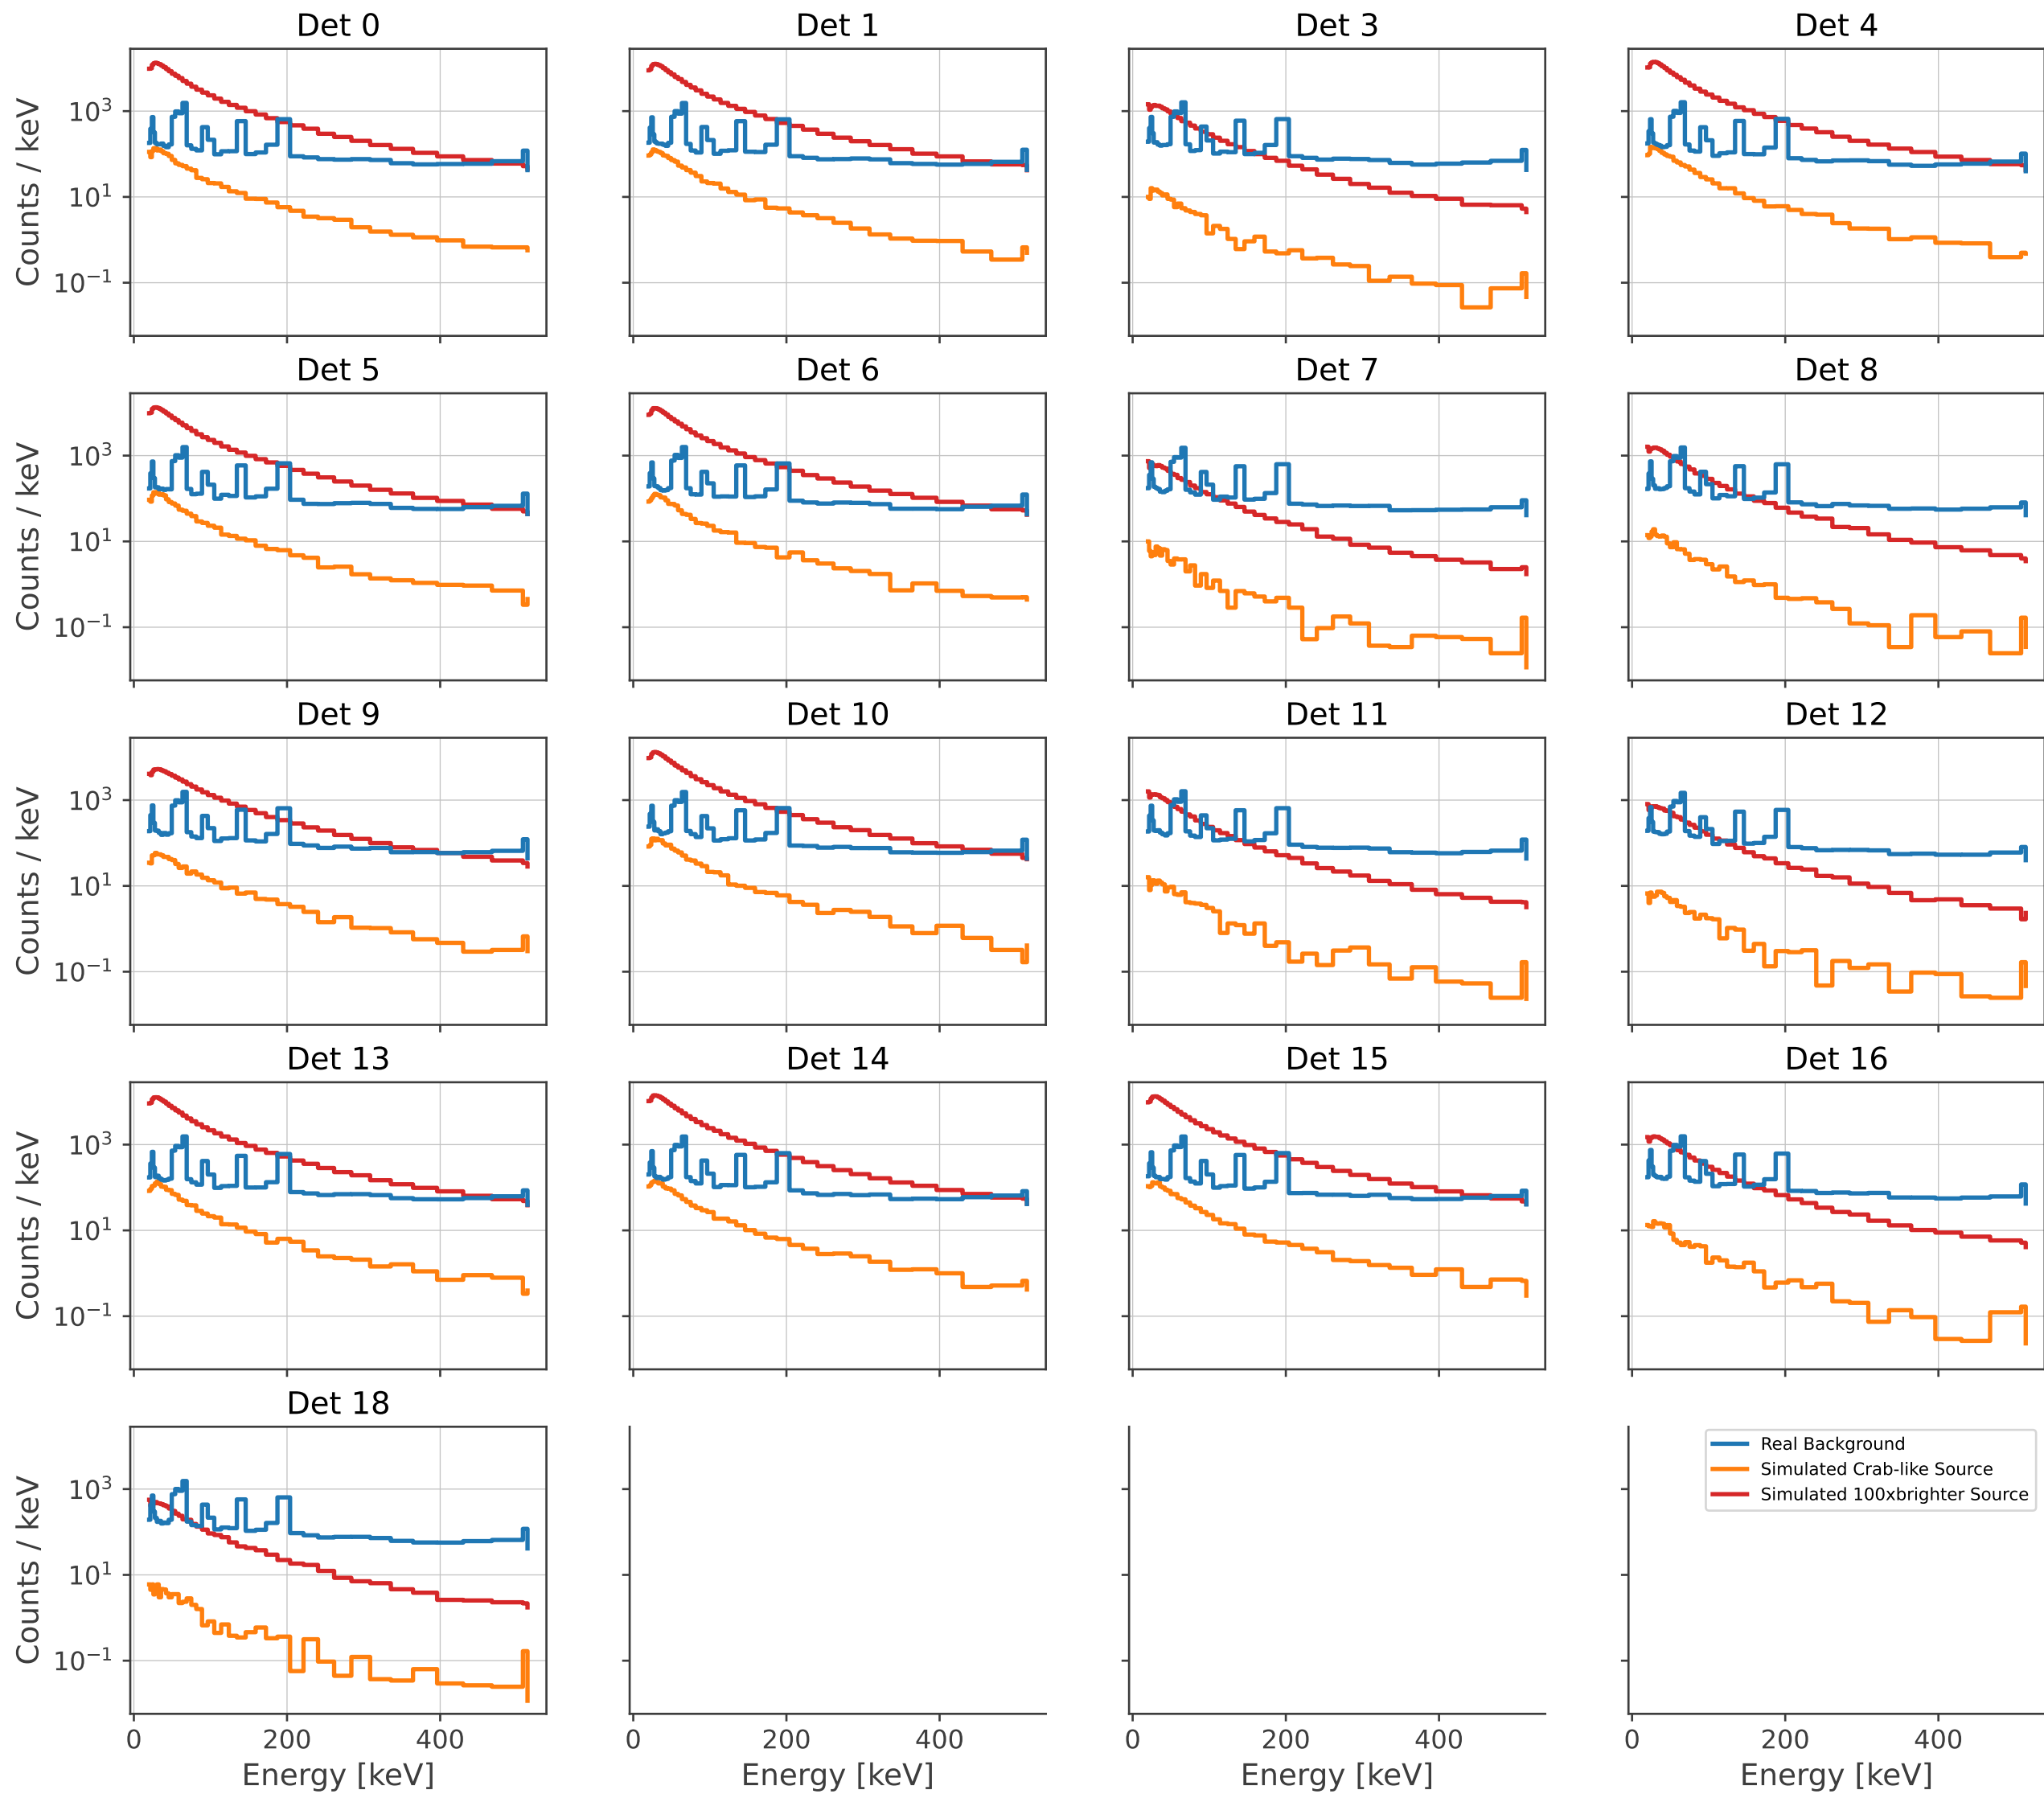 Det 0
Det 1
Det 3
Det 4
Counts / keV
10³
10¹
10⁻¹
Det 5
Det 6
Det 7
Det 8
Counts / keV
10³
10¹
10⁻¹
Det 9
Det 10
Det 11
Det 12
Counts / keV
10³
10¹
10⁻¹
Det 13
Det 14
Det 15
Det 16
Counts / keV
10³
10¹
10⁻¹
Det 18
Counts / keV
10³
10¹
10⁻¹
Real Background
Simulated Crab-like Source
Simulated 100xbrighter Source
0 200 400
0 200 400
0 200 400
0 200 400
Energy [keV]
Energy [keV]
Energy [keV]
Energy [keV]